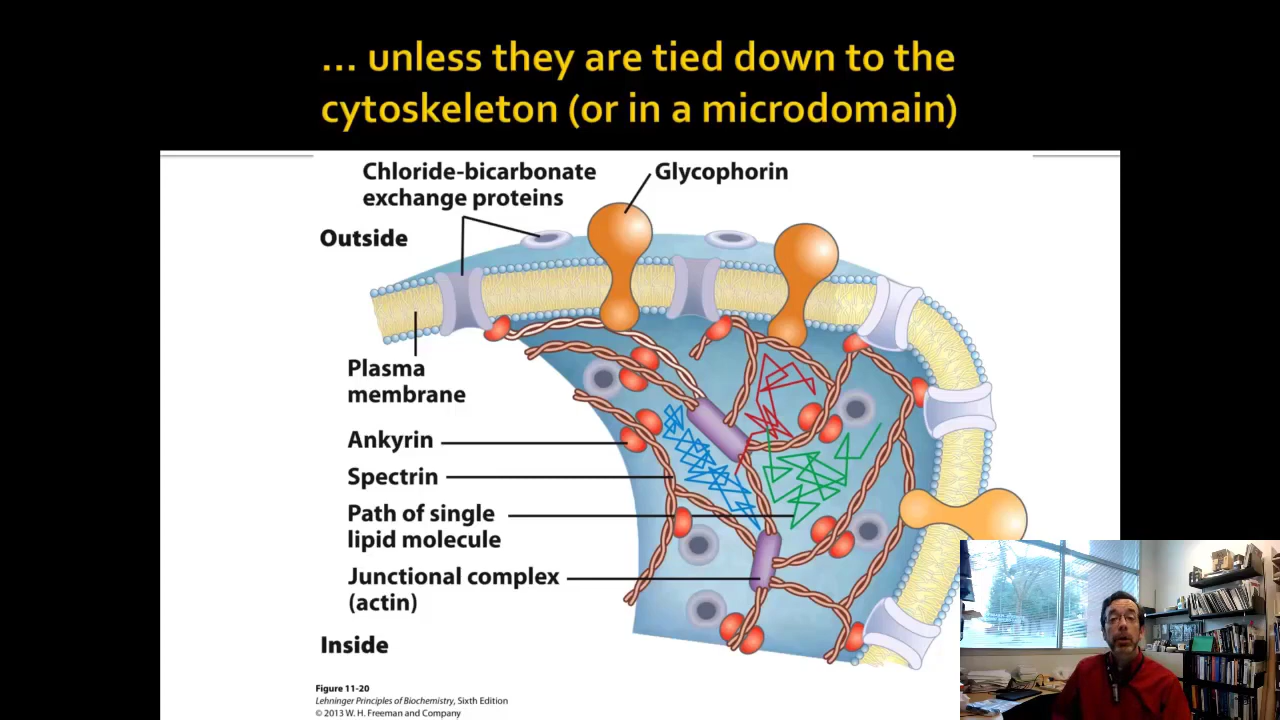 ... unless they are tied down to the
cytoskeleton (or in a microdomain)
Chloride-bicarbonate
exchange proteins
Glycophorin
Outside
Plasma
membrane
Ankyrin
Spectrin
Path of single
lipid molecule
Junctional complex
(actin)
Inside
Figure 11-20
Lehninger Principles of Biochemistry, Sixth Edition
© 2013 W. H. Freeman and Company